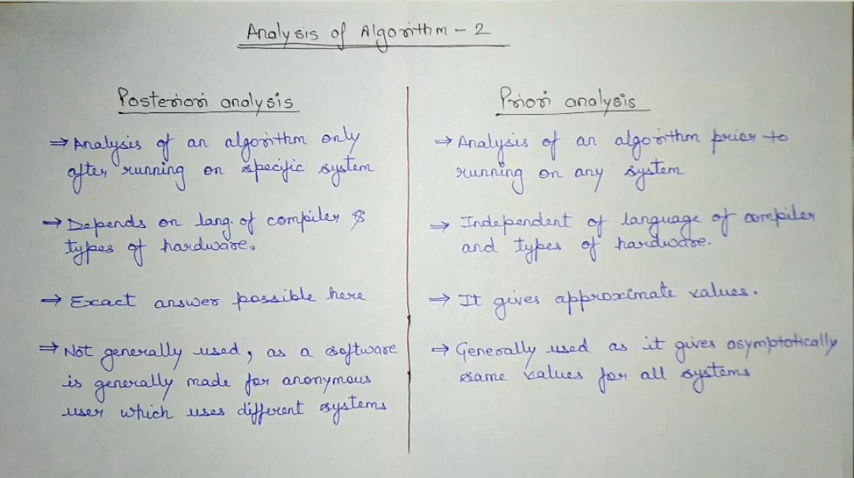 Analysis of Algorithm - 2
Posteriori analysis
⇒ Analysis of an algorithm only
after running on specific system
⇒ Depends on lang. of compiler &
types of hardware.
⇒ Exact answer possible here
⇒ Not generally used, as a software
is generally made for anonymous
user which uses different systems
Priori analysis
⇒ Analysis of an algorithm prior to
running on any system
⇒ Independent of language of compiler
and types of hardware.
⇒ It gives approximate values.
⇒ Generally used as it gives asymptotically
same values for all systems